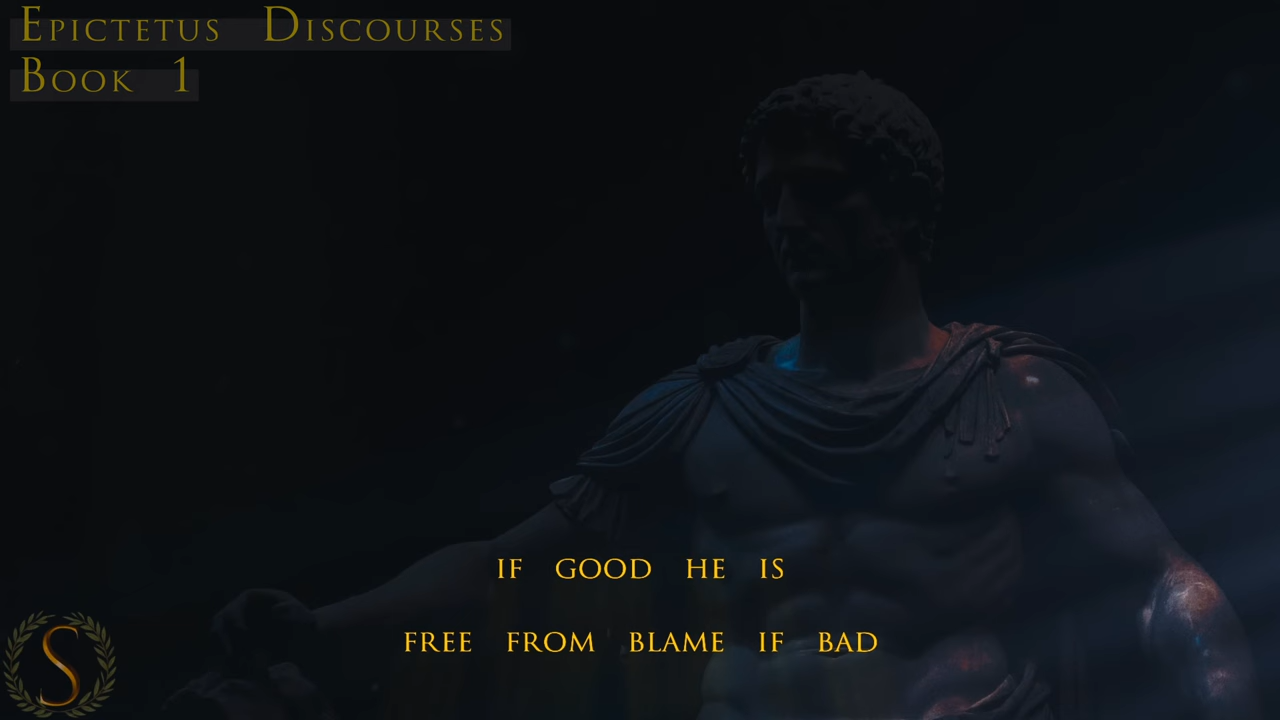 Epictetus Discourses
Book 1
IF GOOD HE IS
FREE FROM BLAME IF BAD
S